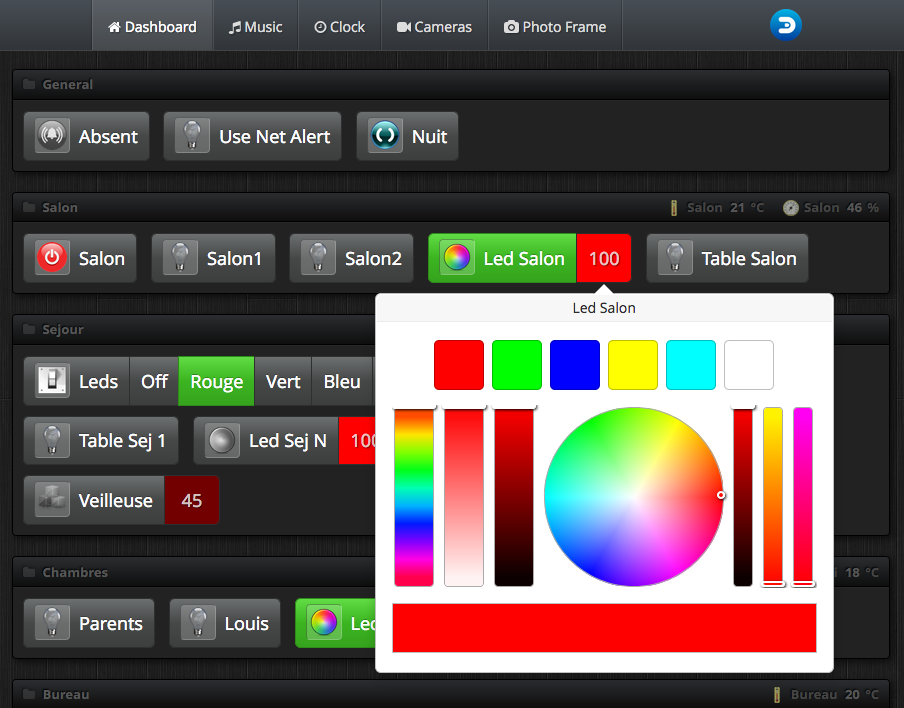 Dashboard Music Clock Cameras Photo Frame
General
Absent Use Net Alert Nuit
Salon Salon 21 °C Salon 46 %
Salon Salon1 Salon2 Led Salon 100 Table Salon
Led Salon
Sejour
Leds Off Rouge Vert Bleu
Table Sej 1 Led Sej N 100
Veilleuse 45
Chambres 18 °C
Parents Louis Led
Bureau Bureau 20 °C